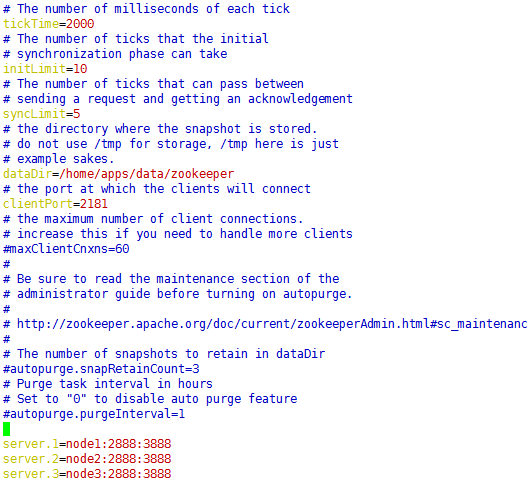 # The number of milliseconds of each tick
tickTime=2000
# The number of ticks that the initial
# synchronization phase can take
initLimit=10
# The number of ticks that can pass between
# sending a request and getting an acknowledgement
syncLimit=5
# the directory where the snapshot is stored.
# do not use /tmp for storage, /tmp here is just
# example sakes.
dataDir=/home/apps/data/zookeeper
# the port at which the clients will connect
clientPort=2181
# the maximum number of client connections.
# increase this if you need to handle more clients
#maxClientCnxns=60
#
# Be sure to read the maintenance section of the
# administrator guide before turning on autopurge.
#
# http://zookeeper.apache.org/doc/current/zookeeperAdmin.html#sc_maintenanc
#
# The number of snapshots to retain in dataDir
#autopurge.snapRetainCount=3
# Purge task interval in hours
# Set to "0" to disable auto purge feature
#autopurge.purgeInterval=1
server.1=node1:2888:3888
server.2=node2:2888:3888
server.3=node3:2888:3888